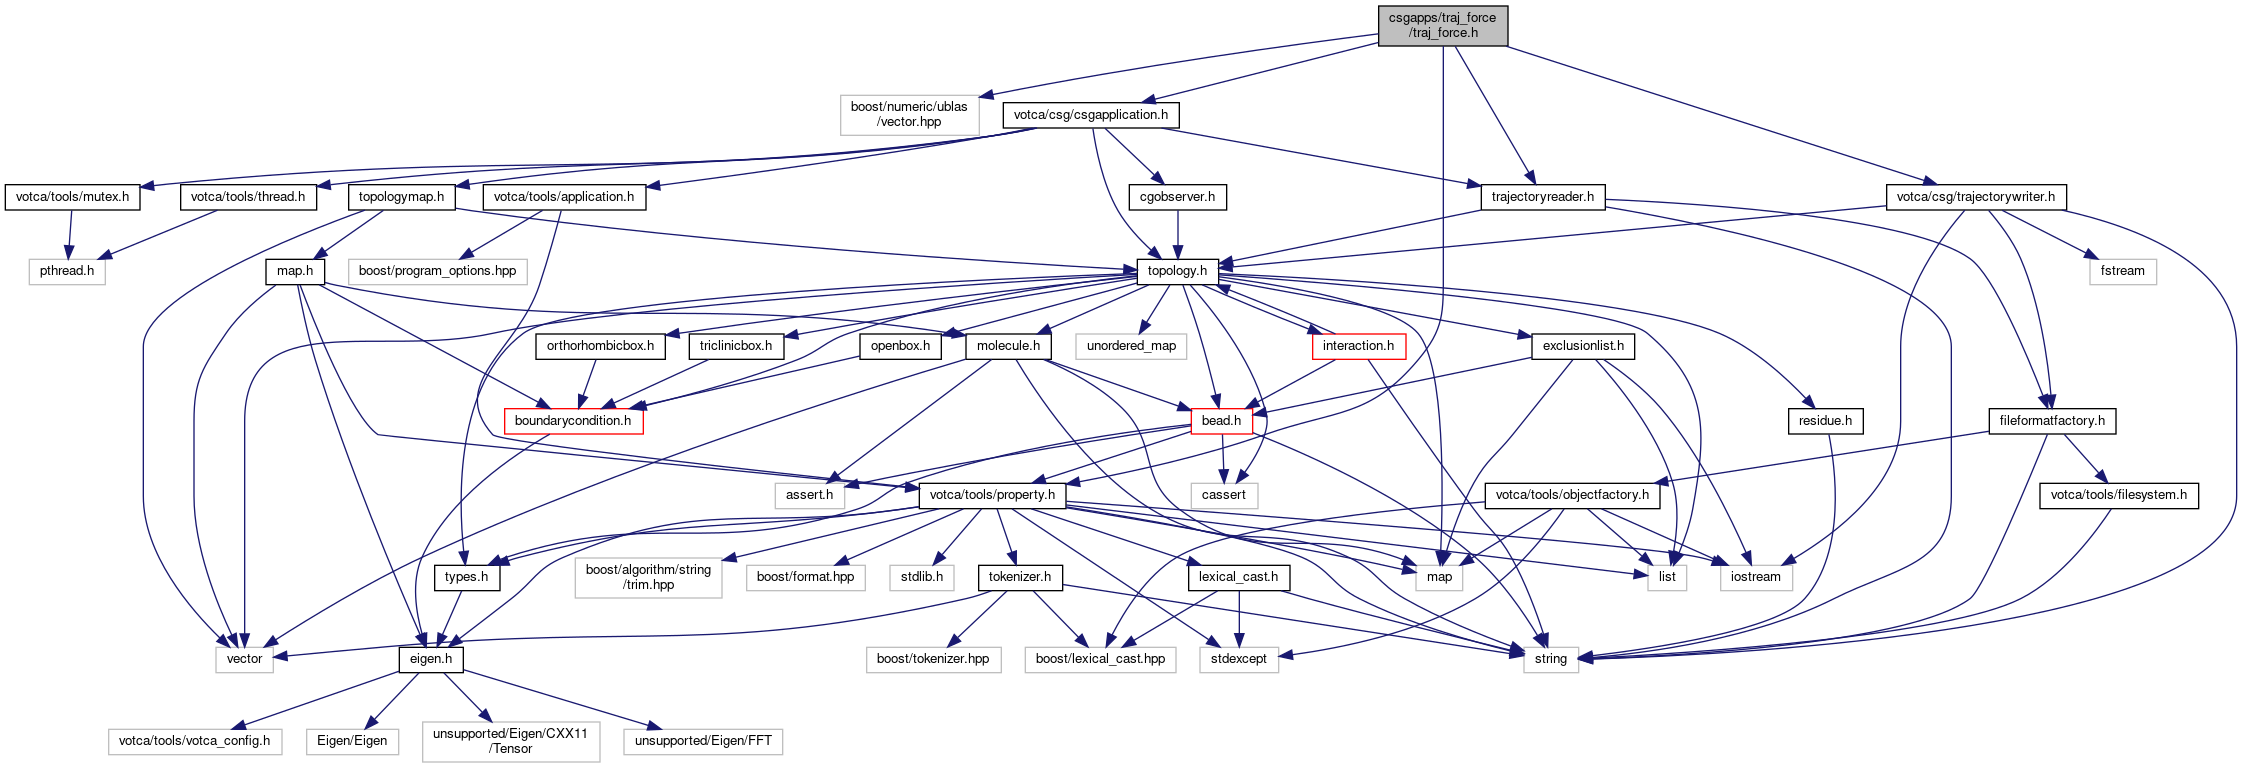 csgapps/traj_force
/traj_force.h
boost/numeric/ublas
/vector.hpp
votca/csg/csgapplication.h
votca/tools/mutex.h
votca/tools/thread.h
topologymap.h
votca/tools/application.h
cgobserver.h
trajectoryreader.h
votca/csg/trajectorywriter.h
pthread.h
map.h
boost/program_options.hpp
topology.h
fstream
orthorhombicbox.h
triclinicbox.h
openbox.h
molecule.h
unordered_map
interaction.h
exclusionlist.h
boundarycondition.h
bead.h
residue.h
fileformatfactory.h
assert.h
votca/tools/property.h
cassert
votca/tools/objectfactory.h
votca/tools/filesystem.h
types.h
boost/algorithm/string
/trim.hpp
boost/format.hpp
stdlib.h
tokenizer.h
lexical_cast.h
map
list
iostream
vector
eigen.h
boost/tokenizer.hpp
boost/lexical_cast.hpp
stdexcept
string
votca/tools/votca_config.h
Eigen/Eigen
unsupported/Eigen/CXX11
/Tensor
unsupported/Eigen/FFT